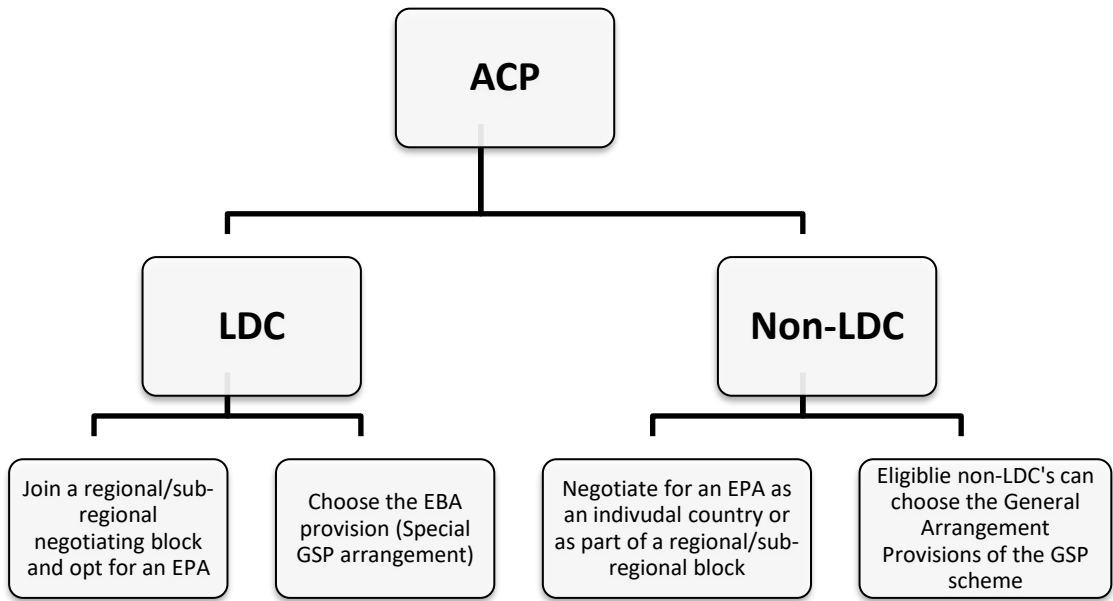 ACP
LDC
Non-LDC
Join a regional/sub-
regional
negotiating block
and opt for an EPA
Choose the EBA
provision (Special
GSP arrangement)
Negotiate for an EPA as
an indivudal country or
as part of a regional/sub-
regional block
Eligiblie non-LDC's can
choose the General
Arrangement
Provisions of the GSP
scheme